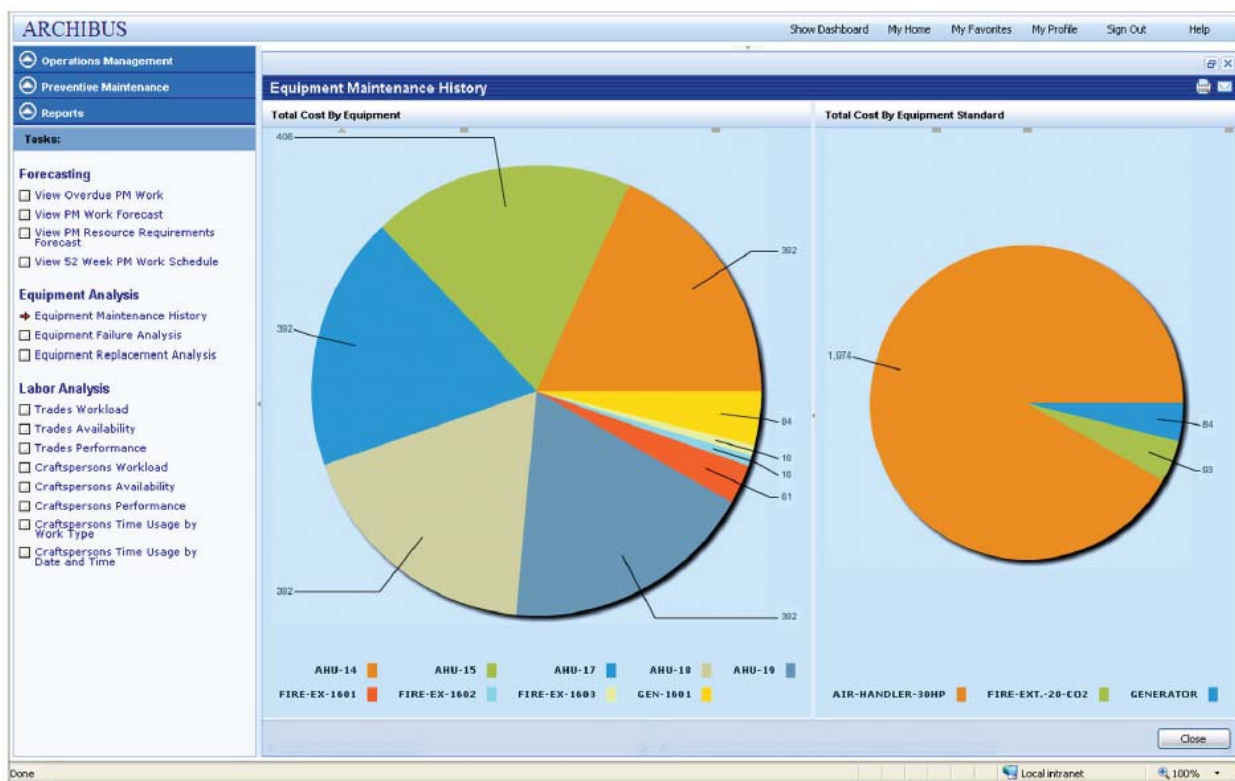 ARCHIBUS
Show Dashboard My Home My Favorites My Profile Sign Out Help
Operations Management
Preventive Maintenance
Reports
Tasks:
Forecasting
View Overdue PM Work
View PM Work Forecast
View PM Resource Requirements
Forecast
View 52 Week PM Work Schedule
Equipment Analysis
Equipment Maintenance History
Equipment Failure Analysis
Equipment Replacement Analysis
Labor Analysis
Trades Workload
Trades Availability
Trades Performance
Craftspersons Workload
Craftspersons Availability
Craftspersons Performance
Craftspersons Time Usage by
Work Type
Craftspersons Time Usage by
Date and Time
Equipment Maintenance History
Total Cost By Equipment
406
392
392
84
16
16
61
392
392
AHU-14 AHU-15 AHU-17 AHU-18 AHU-19
FIRE-EX-1601 FIRE-EX-1602 FIRE-EX-1603 GEN-1601
Total Cost By Equipment Standard
1,974
84
93
AIR-HANDLER-30HP FIRE-EXT.-20-CO2 GENERATOR
Close
Done
Local intranet
100%